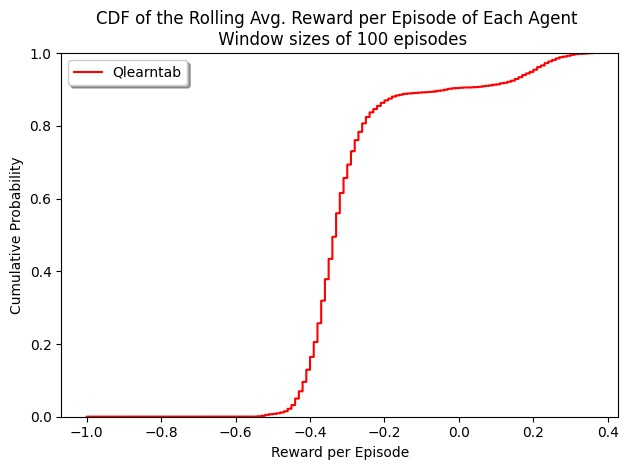 CDF of the Rolling Avg. Reward per Episode of Each Agent
Window sizes of 100 episodes
Qlearntab
Cumulative Probability
1.0
0.8
0.6
0.4
0.2
0.0
−1.0 −0.8 −0.6 −0.4 −0.2 0.0 0.2 0.4
Reward per Episode